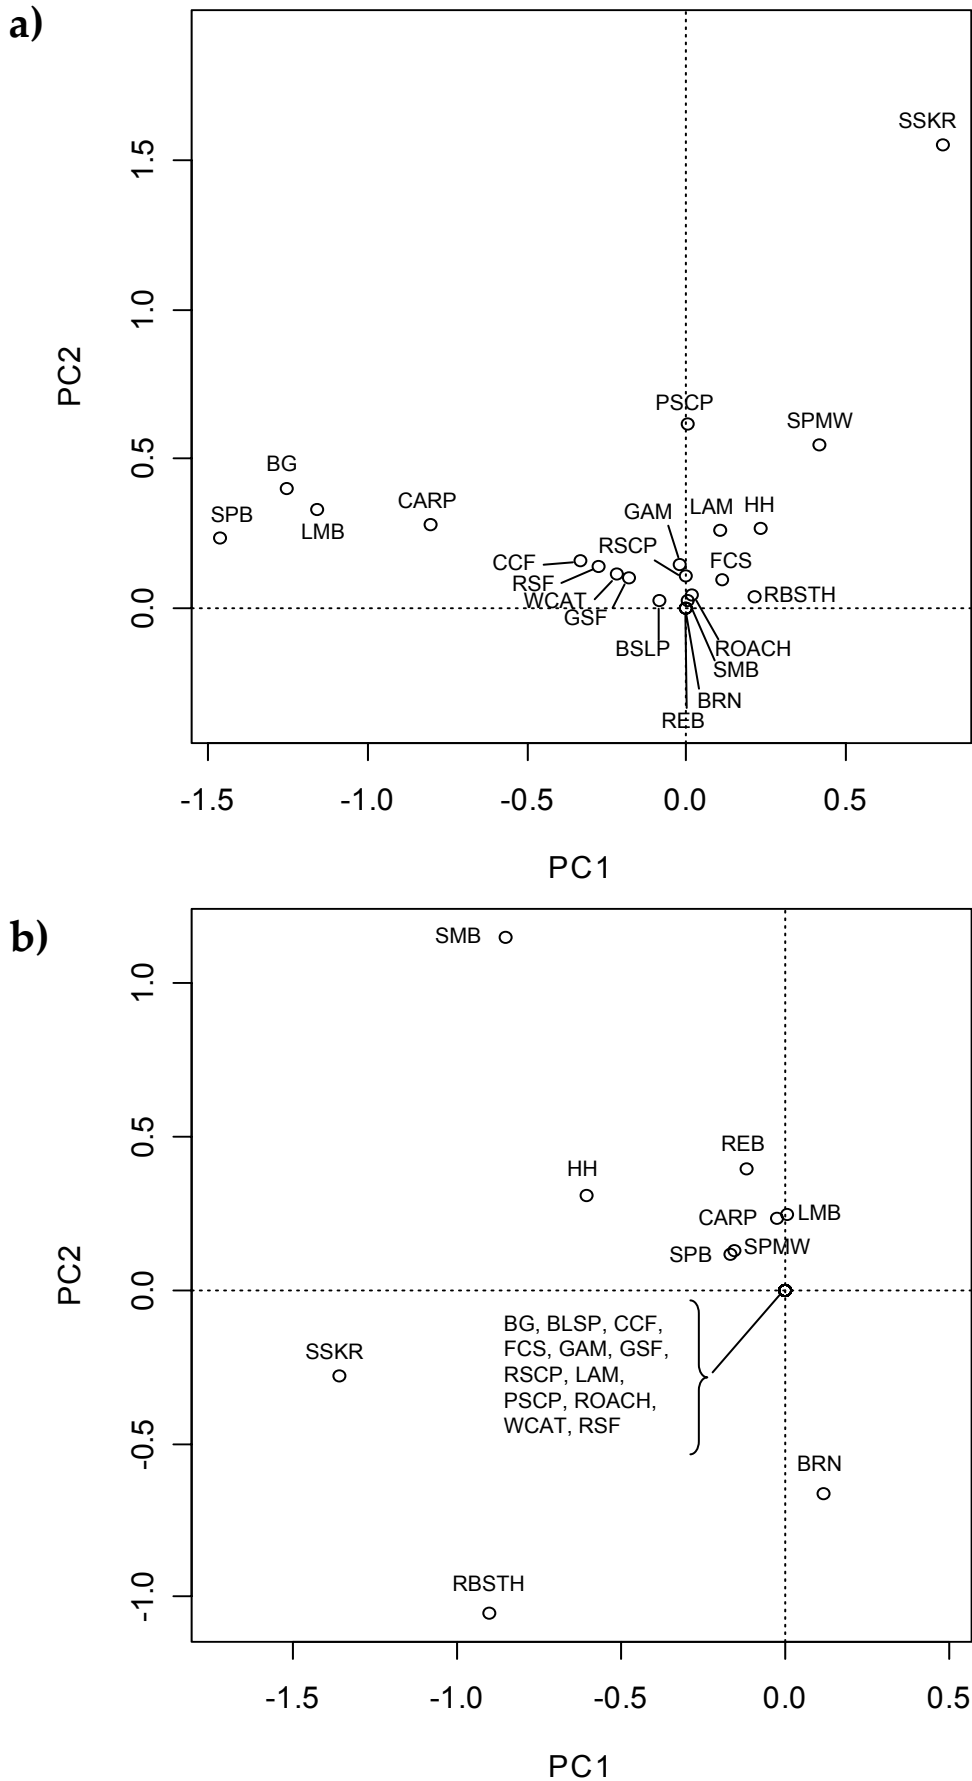 a)
SSKR
1.5
1.0
PC2
PSCP
SPMW
0.5
BG
CARP
SPB
LMB
GAM
LAM
HH
RSCP
CCF
FCS
RSF
RBSTH
WCAT
GSF
0.0
BSLP
ROACH
SMB
BRN
REB
-1.5
-1.0
-0.5
0.0
0.5
PC1
b)
SMB
1.0
0.5
REB
HH
CARP
LMB
SPB
SPMW
PC2
0.0
BG, BLSP, CCF,
FCS, GAM, GSF,
RSCP, LAM,
PSCP, ROACH,
WCAT, RSF
SSKR
-0.5
BRN
RBSTH
-1.0
-1.5
-1.0
-0.5
0.0
0.5
PC1